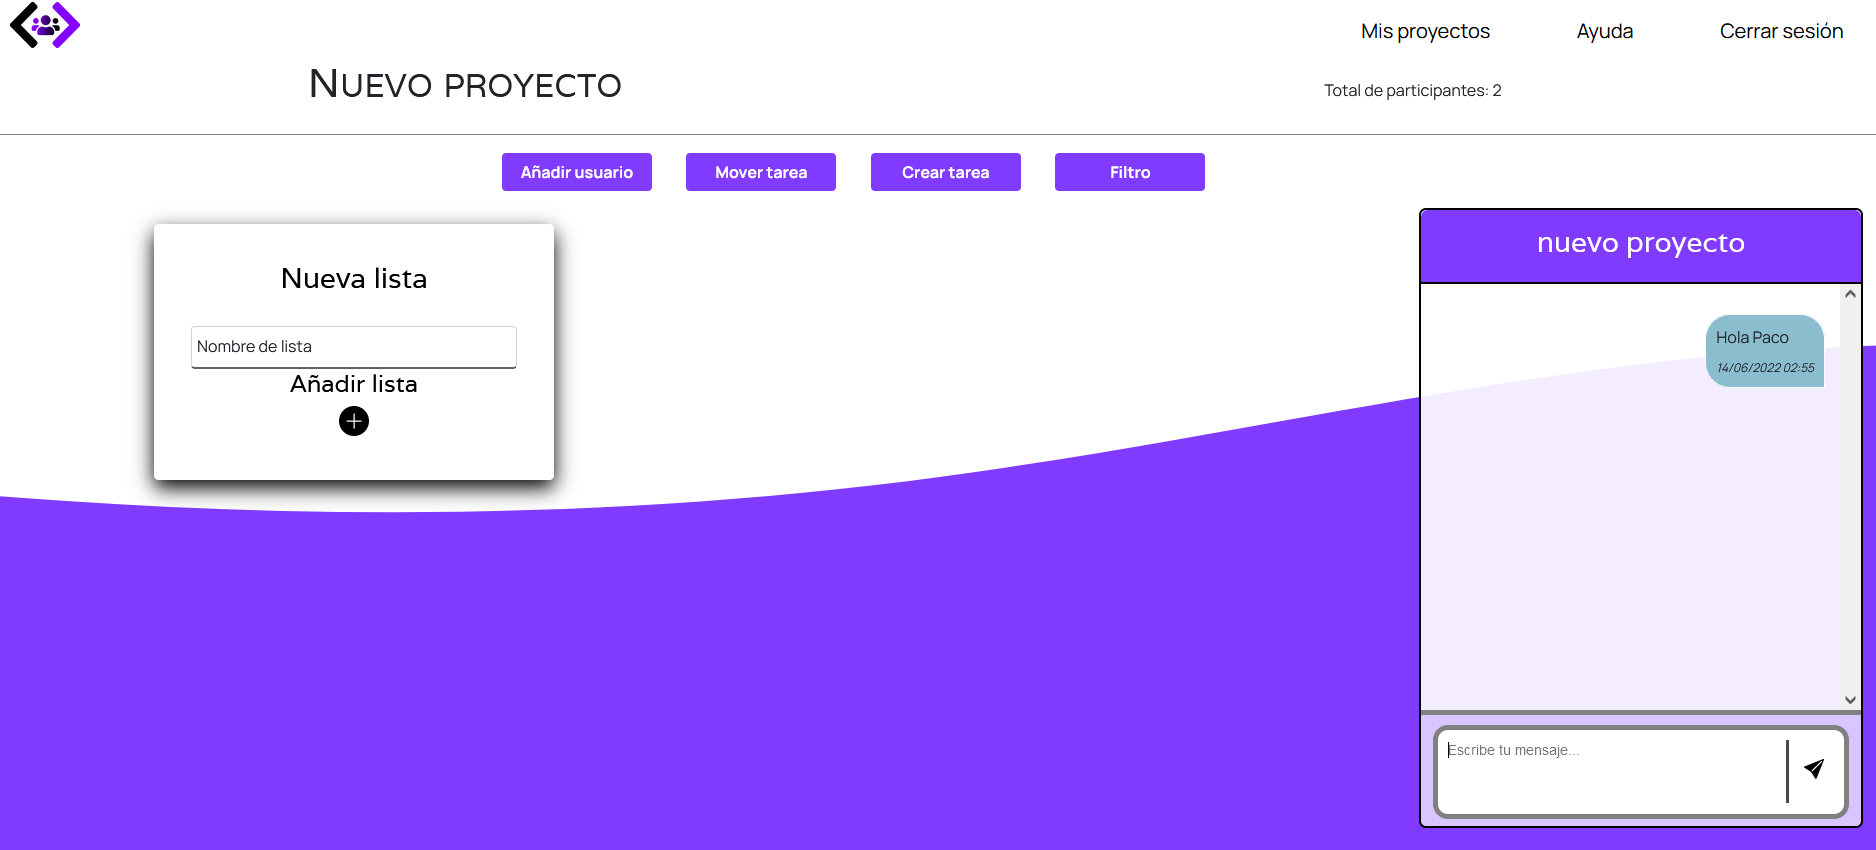 Mis proyectos
Ayuda
Cerrar sesión
Nuevo proyecto
Total de participantes: 2
Añadir usuario
Mover tarea
Crear tarea
Filtro
Nueva lista
Nombre de lista
Añadir lista
nuevo proyecto
Hola Paco
14/06/2022 02:55
Escribe tu mensaje...